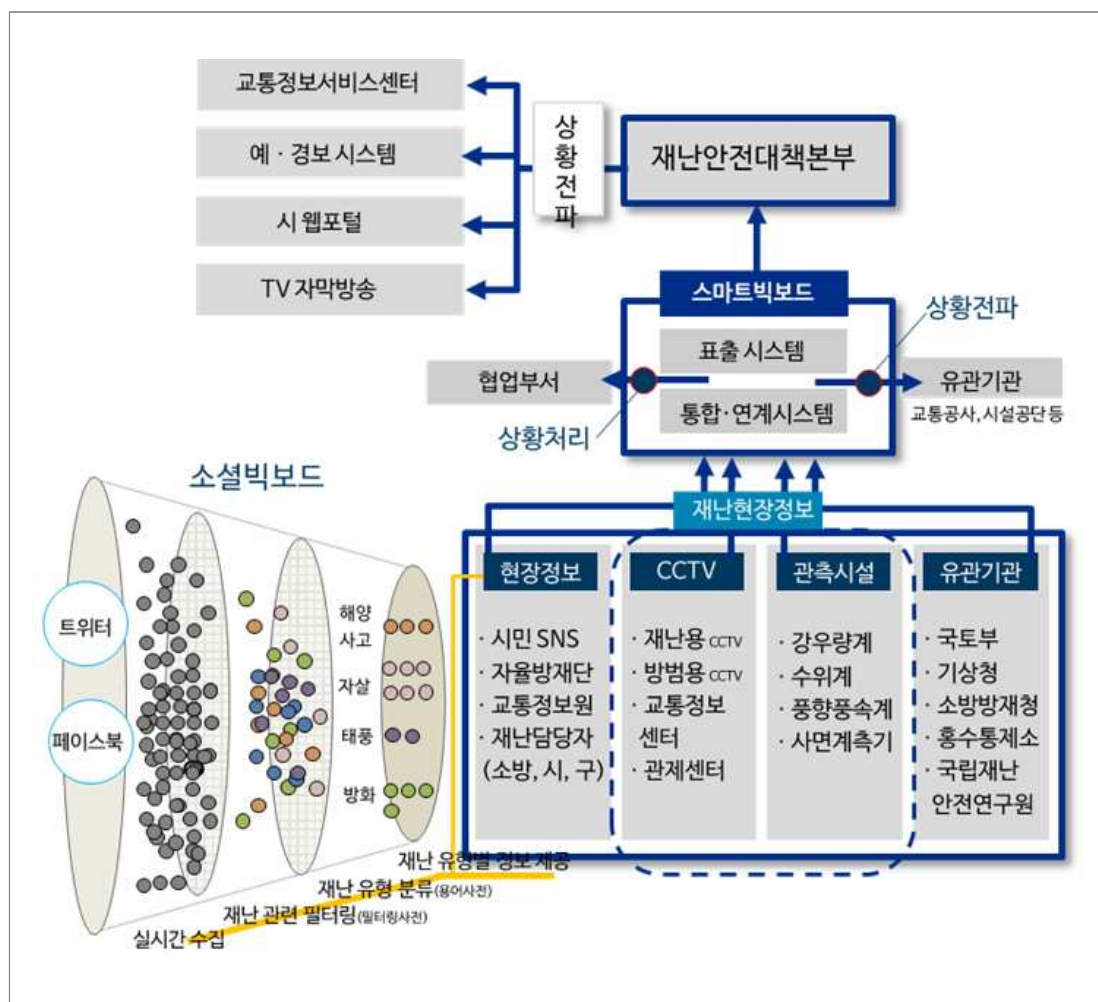 교통정보서비스센터
예 · 경보 시스템
시 웹포털
TV 자막방송
상
황
전
파
재난안전대책본부
스마트빅보드
표출 시스템
통합·연계시스템
상황전파
협업부서
상황처리
유관기관
교통공사, 시설공단 등
재난현장정보
소셜빅보드
트위터
페이스북
해양
사고
자살
태풍
방화
현장정보
· 시민 SNS
· 자율방재단
· 교통정보원
· 재난담당자
(소방, 시, 구)
CCTV
· 재난용 CCTV
· 방범용 CCTV
· 교통정보
센터
· 관제센터
관측시설
· 강우량계
· 수위계
· 풍향풍속계
· 사면계측기
유관기관
· 국토부
· 기상청
· 소방방재청
· 홍수통제소
· 국립재난
안전연구원
재난 유형별 정보 제공
재난 유형 분류(용어사전)
재난 관련 필터링(필터링사전)
실시간 수집